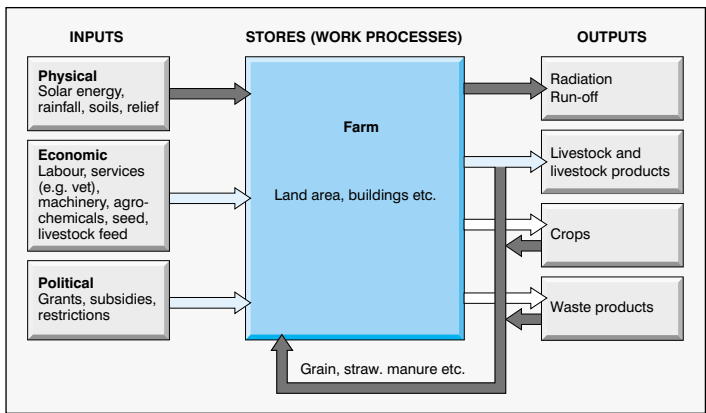 INPUTS
STORES (WORK PROCESSES)
OUTPUTS
Physical
Solar energy,
rainfall, soils, relief
Economic
Labour, services
(e.g. vet),
machinery, agro-
chemicals, seed,
livestock feed
Political
Grants, subsidies,
restrictions
Farm
Land area, buildings etc.
Radiation
Run-off
Livestock and
livestock products
Crops
Waste products
Grain, straw. manure etc.